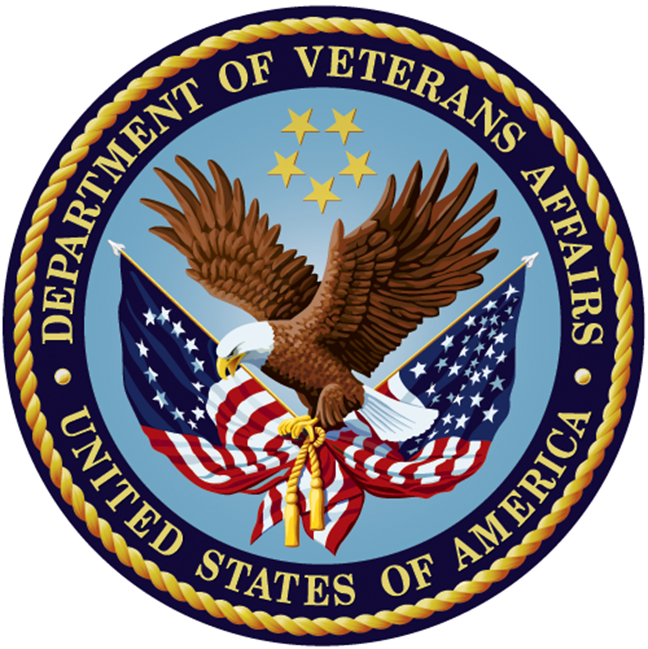 DEPARTMENT OF VETERANS AFFAIRS
UNITED STATES OF AMERICA